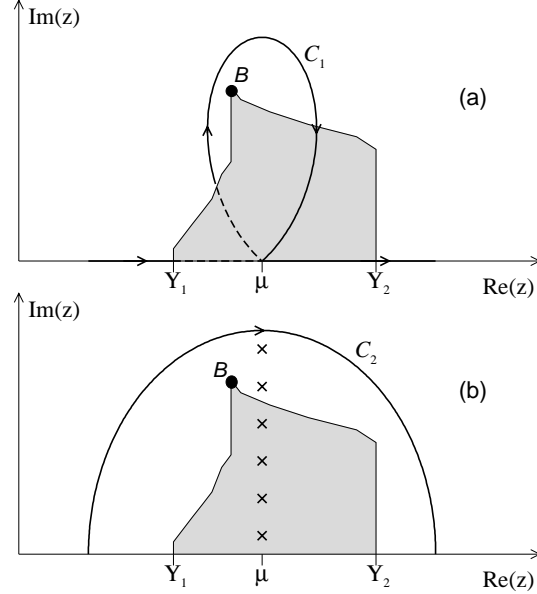 Im(z)
C₁
B
(a)
Y₁ μ Y₂ Re(z)
Im(z)
C₂
B
(b)
Y₁ μ Y₂ Re(z)